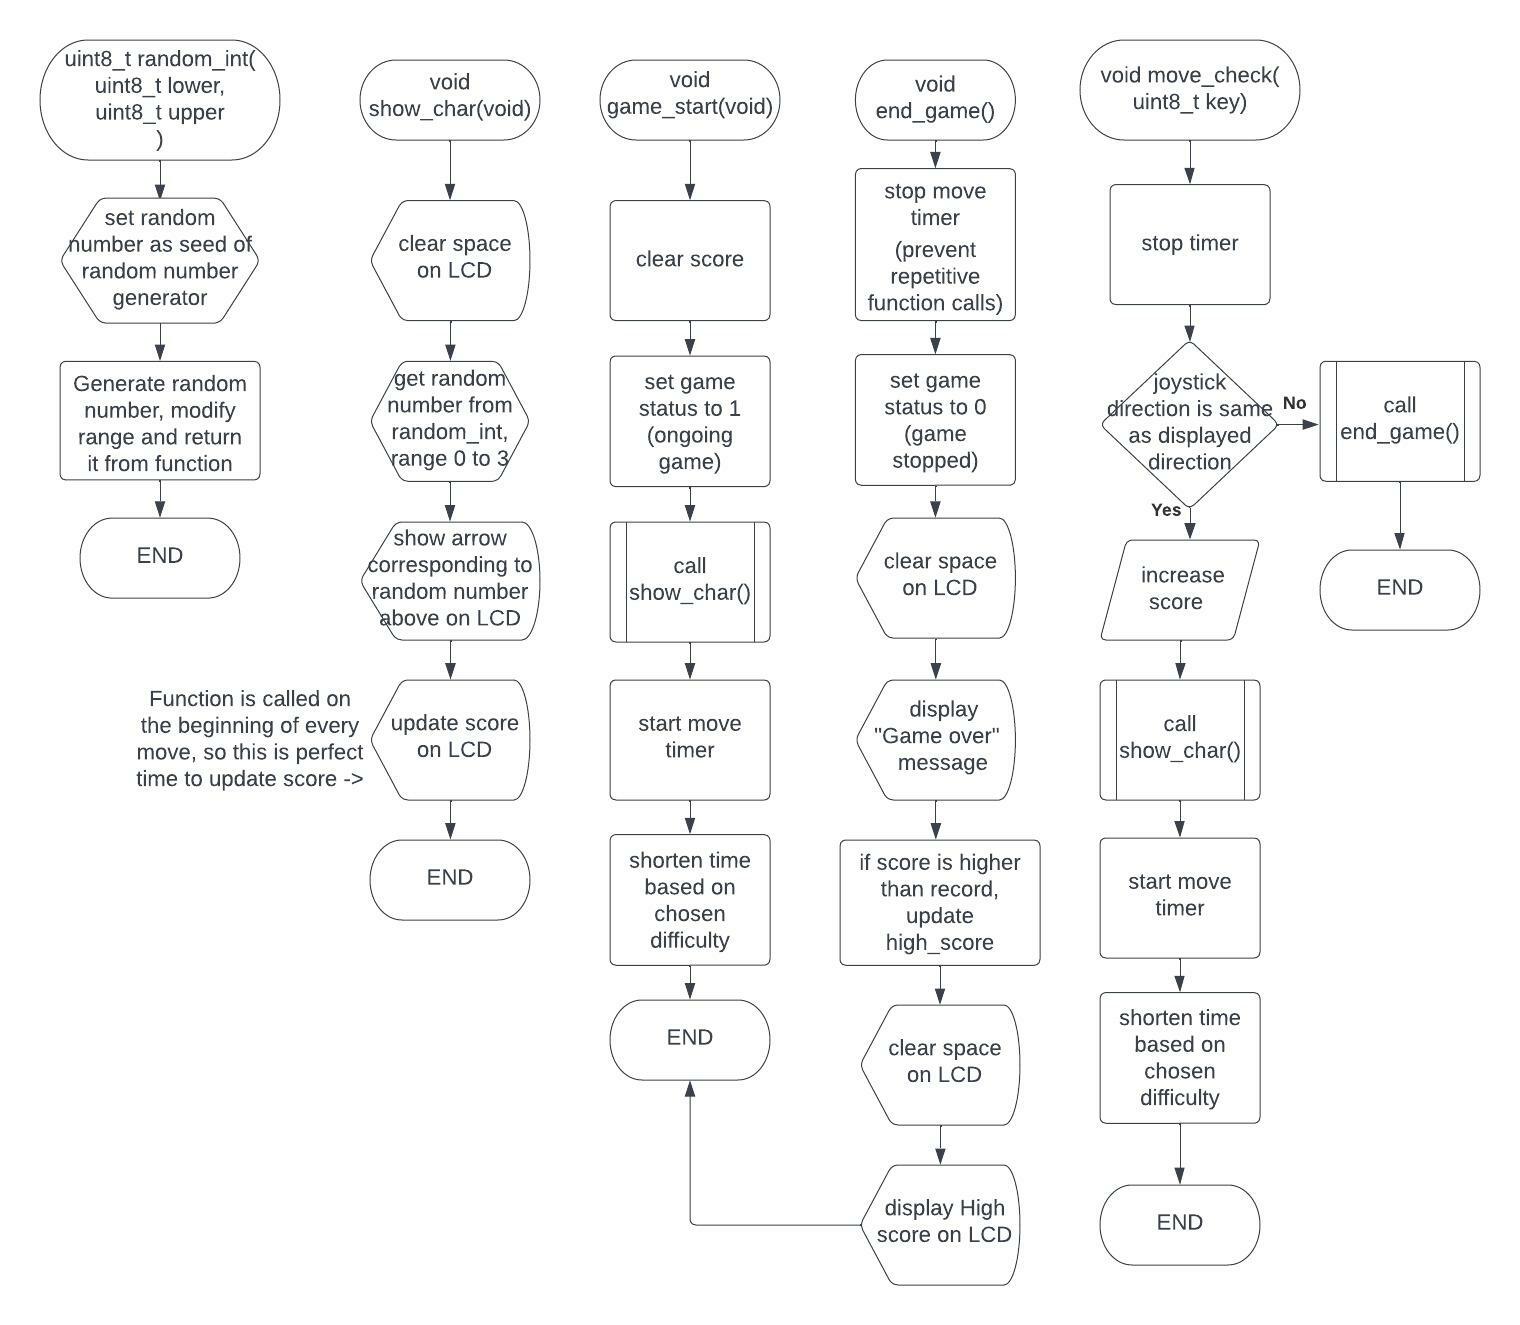 uint8_t random_int(
uint8_t lower,
uint8_t upper
)
set random
number as seed of
random number
generator
Generate random
number, modify
range and return
it from function
END
void
show_char(void)
clear space
on LCD
get random
number from
random_int,
range 0 to 3
show arrow
corresponding to
random number
above on LCD
Function is called on
the beginning of every
move, so this is perfect
time to update score ->
update score
on LCD
END
void
game_start(void)
clear score
set game
status to 1
(ongoing
game)
call
show_char()
start move
timer
shorten time
based on
chosen
difficulty
END
void
end_game()
stop move
timer
(prevent
repetitive
function calls)
set game
status to 0
(game
stopped)
clear space
on LCD
display
"Game over"
message
if score is higher
than record,
update
high_score
clear space
on LCD
display High
score on LCD
void move_check(
uint8_t key)
stop timer
joystick
direction is same
as displayed
direction
No
call
end_game()
END
Yes
increase
score
call
show_char()
start move
timer
shorten time
based on
chosen
difficulty
END